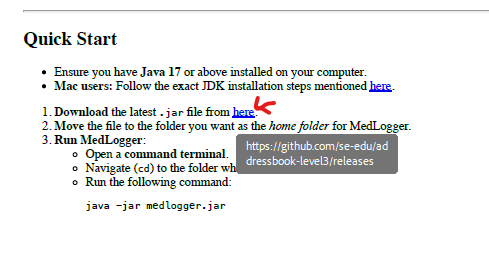 Quick Start
Ensure you have Java 17 or above installed on your computer.
Mac users: Follow the exact JDK installation steps mentioned here.
1. Download the latest .jar file from here.
2. Move the file to the folder you want as the home folder for MedLogger.
3. Run MedLogger:
Open a command terminal.
Navigate (cd) to the folder wh
https://github.com/se-edu/ad
dressbook-level3/releases
Run the following command:
java -jar medlogger.jar